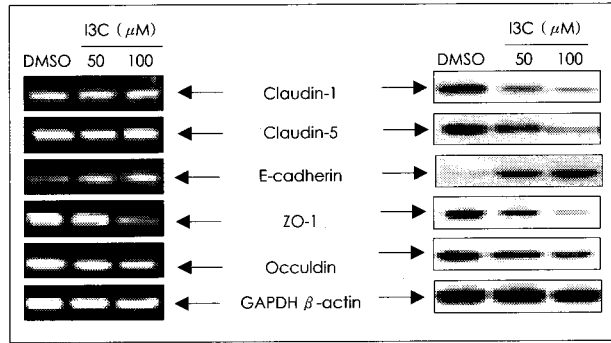 I3C ( μM)
DMSO 50 100
I3C ( μM)
DMSO 50 100
Claudin-1
Claudin-5
E-cadherin
ZO-1
Occuldin
GAPDH β-actin